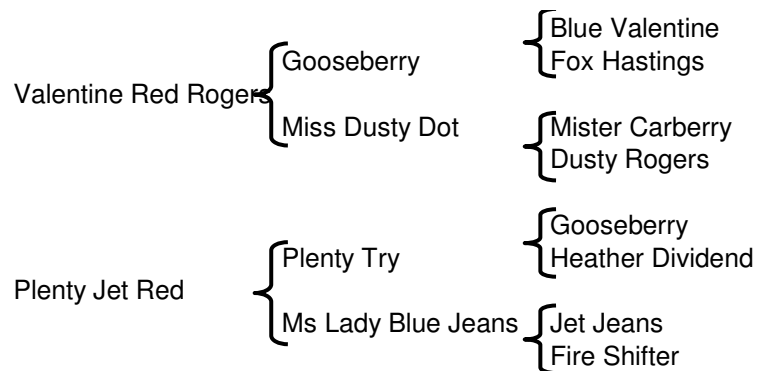 Blue Valentine
Gooseberry
Fox Hastings
Valentine Red Rogers
Miss Dusty Dot
Mister Carberry
Dusty Rogers
Gooseberry
Plenty Try
Heather Dividend
Plenty Jet Red
Ms Lady Blue Jeans
Jet Jeans
Fire Shifter